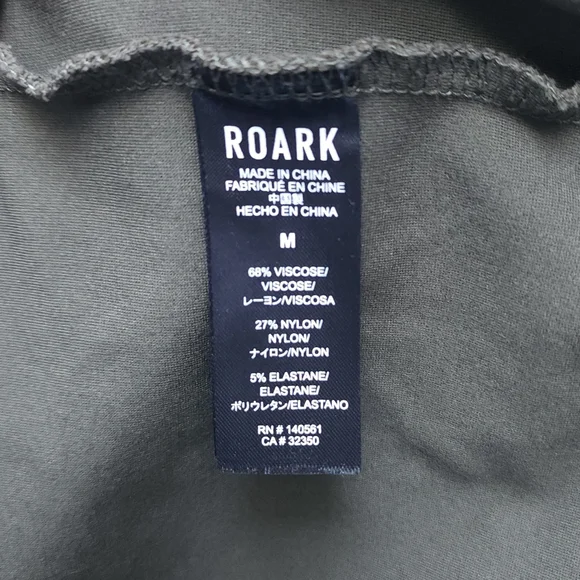 ROARK
MADE IN CHINA
FABRIQUÉ EN CHINE
中国製
HECHO EN CHINA
M
68% VISCOSE/
VISCOSE/
レーヨン/VISCOSA
27% NYLON/
NYLON/
ナイロン/NYLON
5% ELASTANE/
ELASTANE/
ポリウレタン/ELASTANO
RN # 140561
CA # 32350